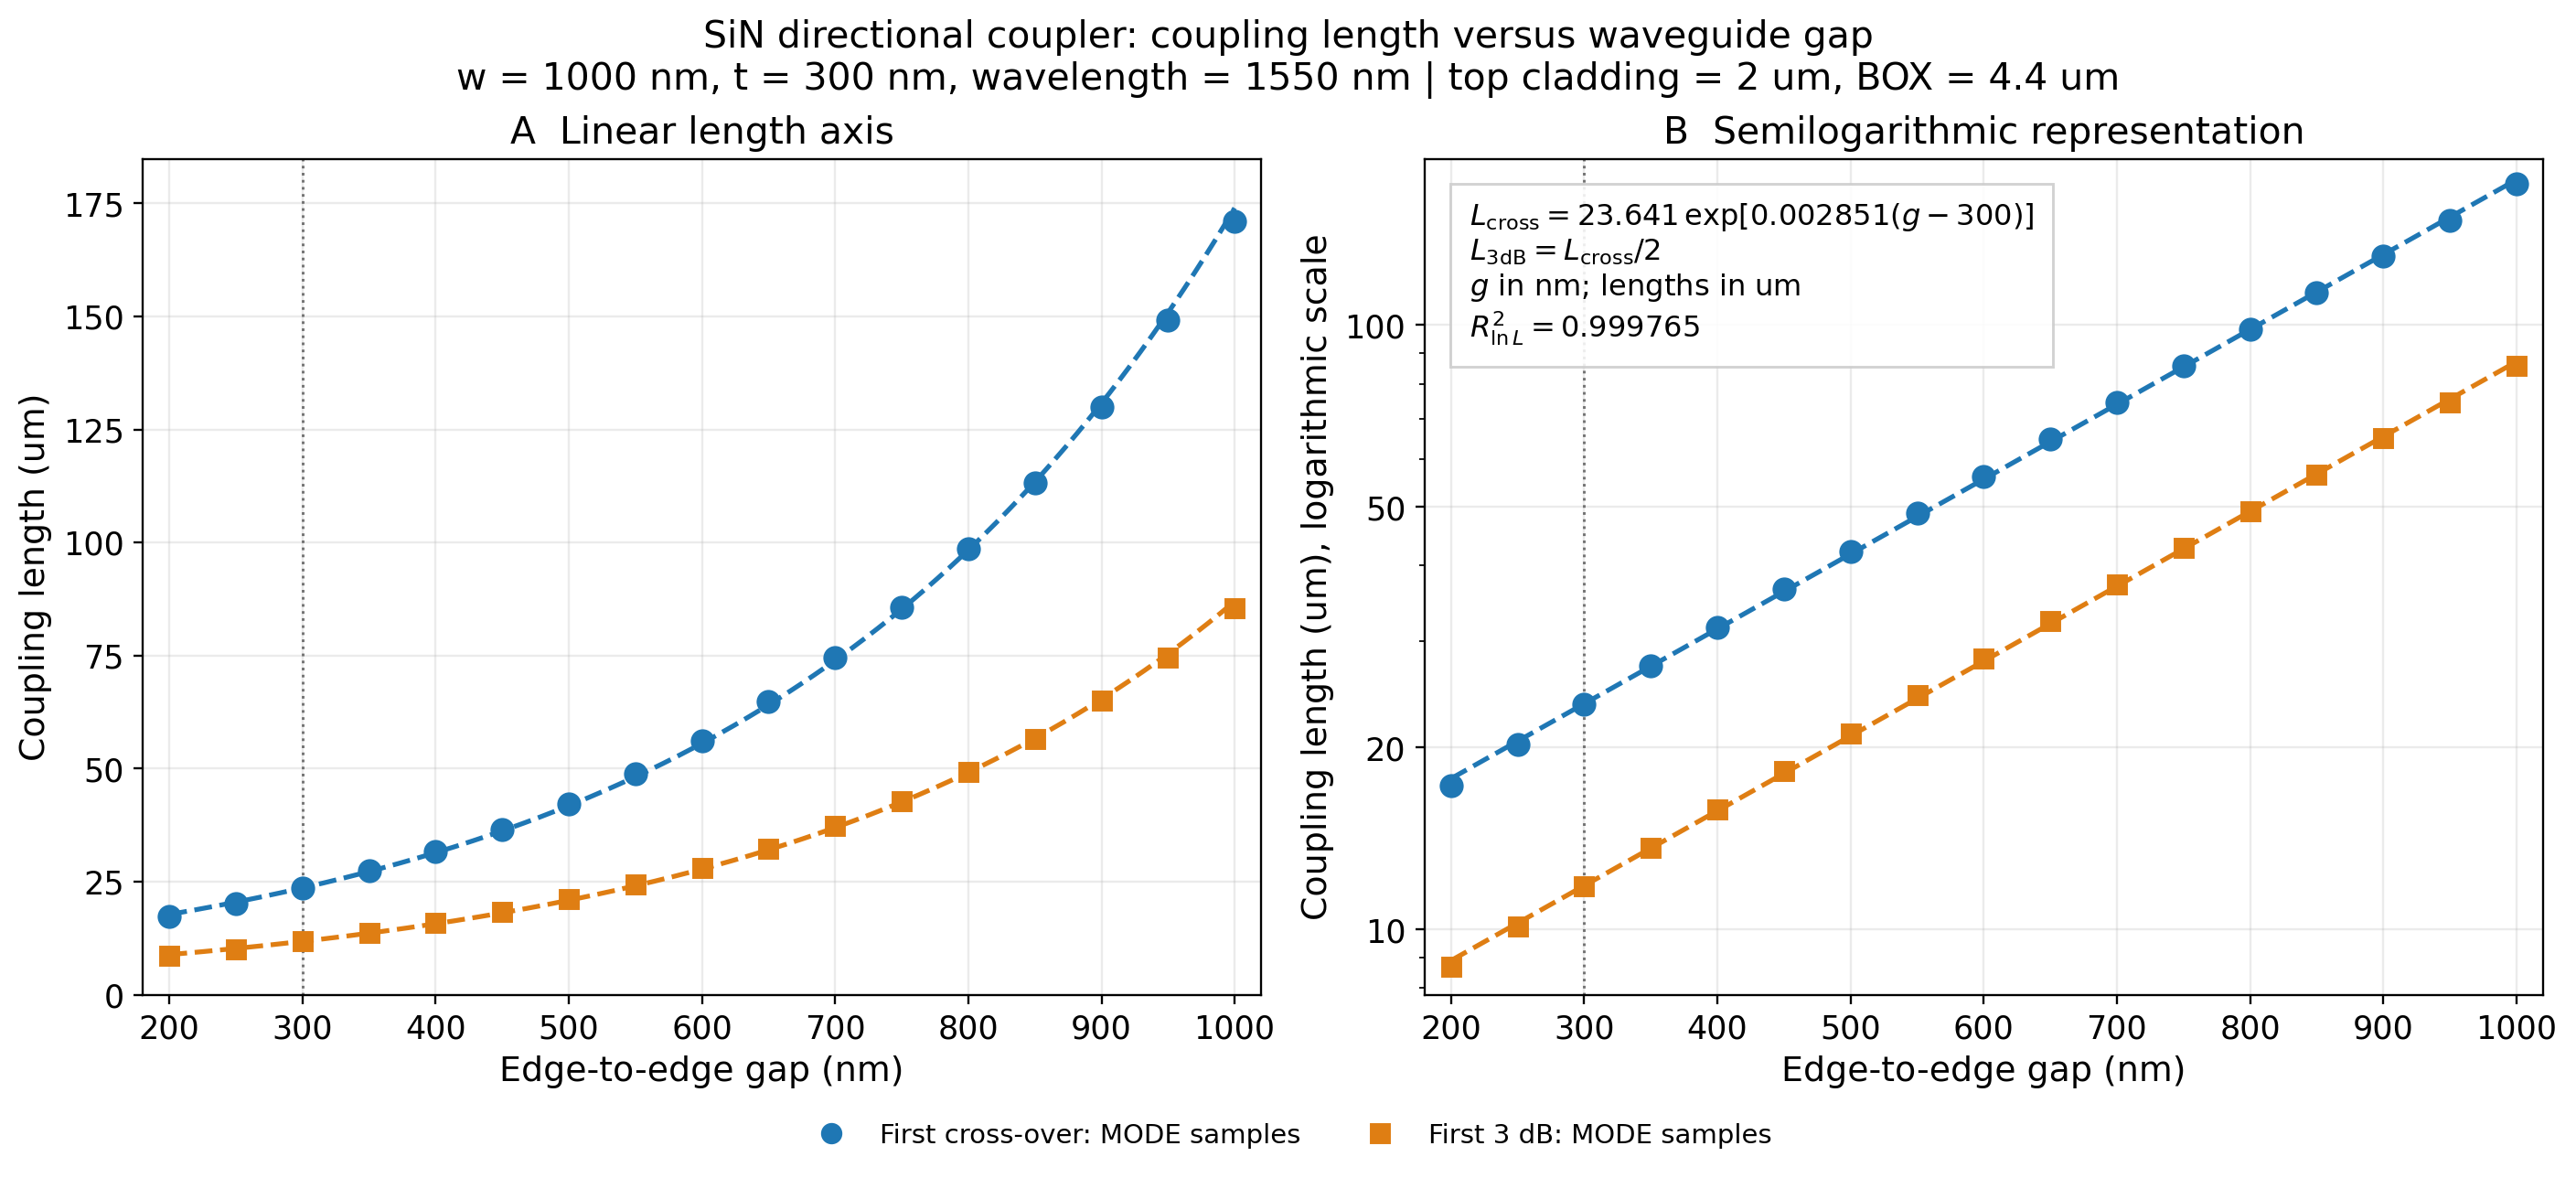 SiN directional coupler: coupling length versus waveguide gap
w = 1000 nm, t = 300 nm, wavelength = 1550 nm | top cladding = 2 um, BOX = 4.4 um
A  Linear length axis
Coupling length (um)
175
150
125
100
75
50
25
0
200 300 400 500 600 700 800 900 1000
Edge-to-edge gap (nm)
B  Semilogarithmic representation
Coupling length (um), logarithmic scale
L_cross = 23.641 exp[0.002851(g − 300)]
L_3dB = L_cross/2
g in nm; lengths in um
R²_ln L = 0.999765
100
50
20
10
200 300 400 500 600 700 800 900 1000
Edge-to-edge gap (nm)
First cross-over: MODE samples
First 3 dB: MODE samples